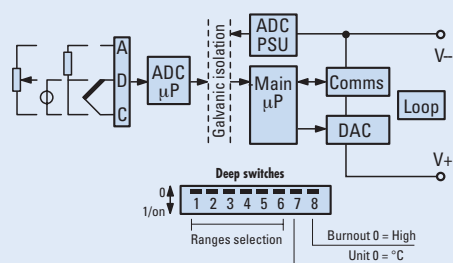 A
D
C
ADC
µP
Galvanic isolation
ADC
PSU
Main
µP
Comms
DAC
Loop
V–
V+
Deep switches
0
1/on
1 2 3 4 5 6 7 8
Ranges selection
Burnout 0 = High
Unit 0 = °C